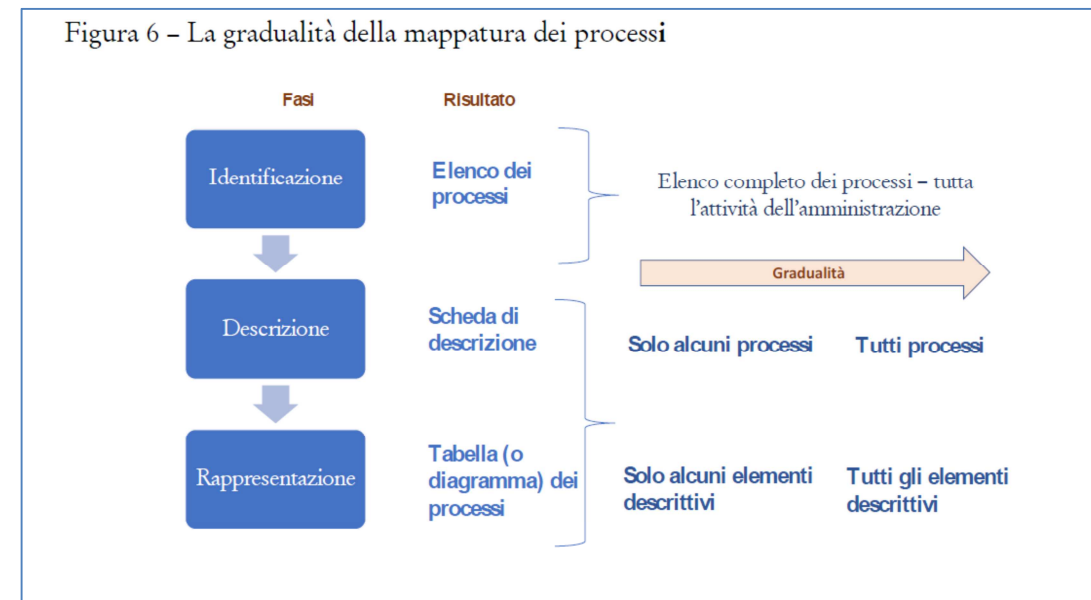 Figura 6 – La gradualità della mappatura dei processi
Fasi
Risultato
Identificazione
Elenco dei
processi
Elenco completo dei processi – tutta
l'attività dell'amministrazione
Gradualità
Descrizione
Scheda di
descrizione
Solo alcuni processi
Tutti processi
Rappresentazione
Tabella (o
diagramma) dei
processi
Solo alcuni elementi
descrittivi
Tutti gli elementi
descrittivi